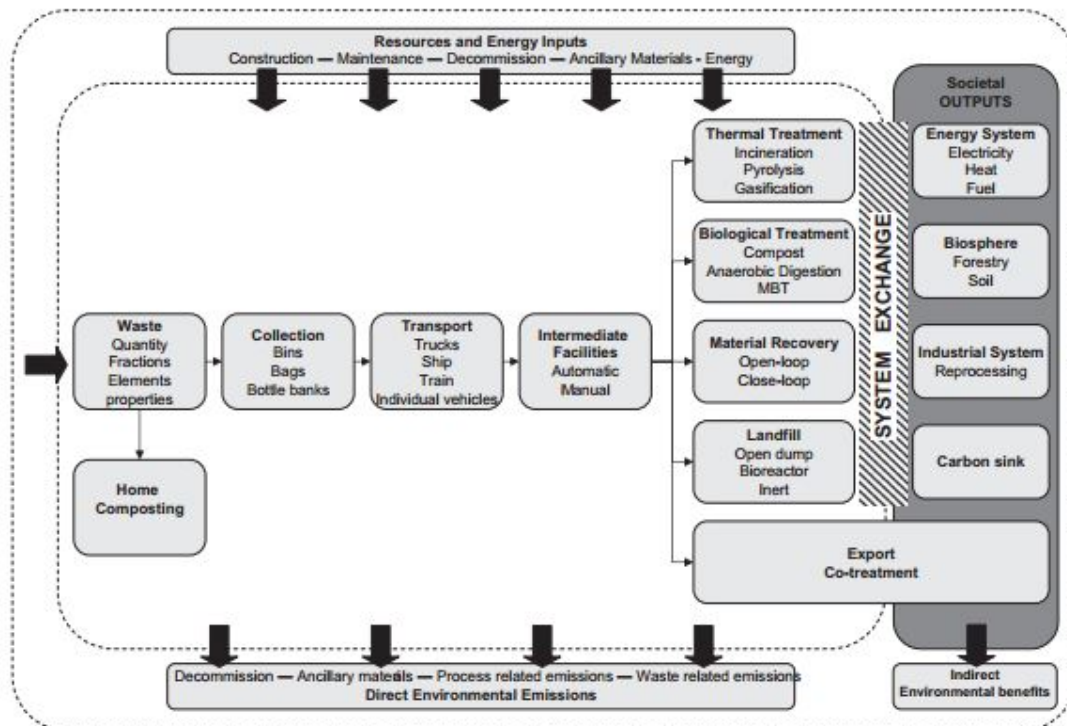 Resources and Energy Inputs
Construction — Maintenance — Decommission — Ancillary Materials - Energy
Societal
OUTPUTS
Thermal Treatment
Incineration
Pyrolysis
Gasification
Energy System
Electricity
Heat
Fuel
SYSTEM EXCHANGE
Biological Treatment
Compost
Anaerobic Digestion
MBT
Biosphere
Forestry
Soil
Waste
Quantity
Fractions
Elements
properties
Collection
Bins
Bags
Bottle banks
Transport
Trucks
Ship
Train
Individual vehicles
Intermediate
Facilities
Automatic
Manual
Material Recovery
Open-loop
Close-loop
Industrial System
Reprocessing
Landfill
Open dump
Bioreactor
Inert
Carbon sink
Home
Composting
Export
Co-treatment
Decommission — Ancillary materials — Process related emissions — Waste related emissions
Direct Environmental Emissions
Indirect
Environmental benefits